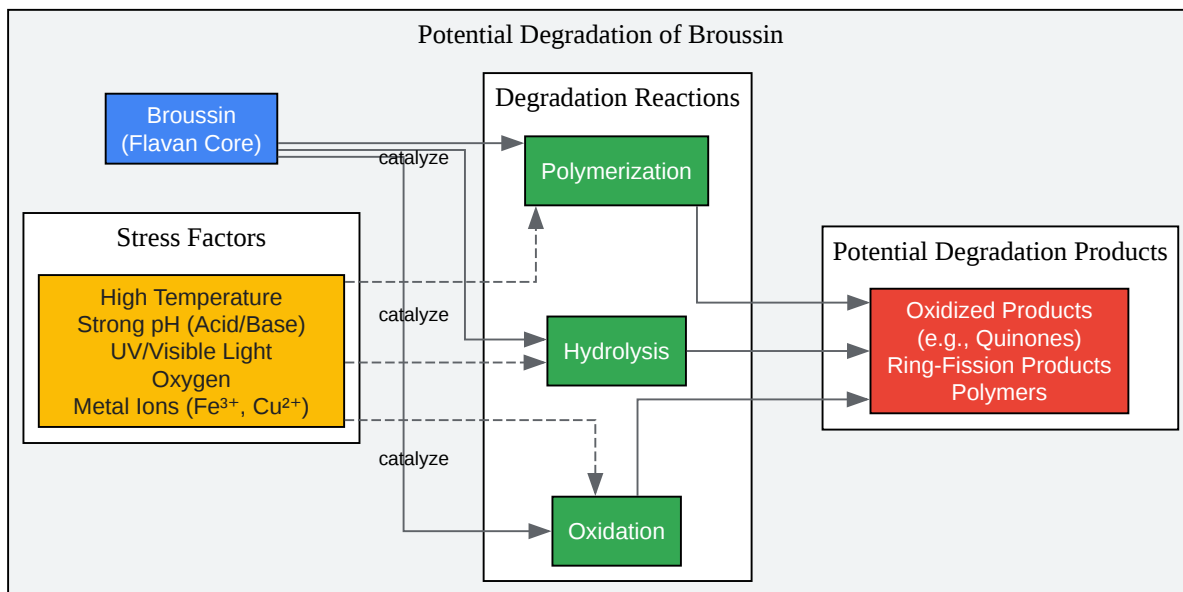 Potential Degradation of Broussin
Broussin
(Flavan Core)
Stress Factors
High Temperature
Strong pH (Acid/Base)
UV/Visible Light
Oxygen
Metal Ions (Fe³⁺, Cu²⁺)
catalyze
catalyze
catalyze
Degradation Reactions
Polymerization
Hydrolysis
Oxidation
Potential Degradation Products
Oxidized Products
(e.g., Quinones)
Ring-Fission Products
Polymers